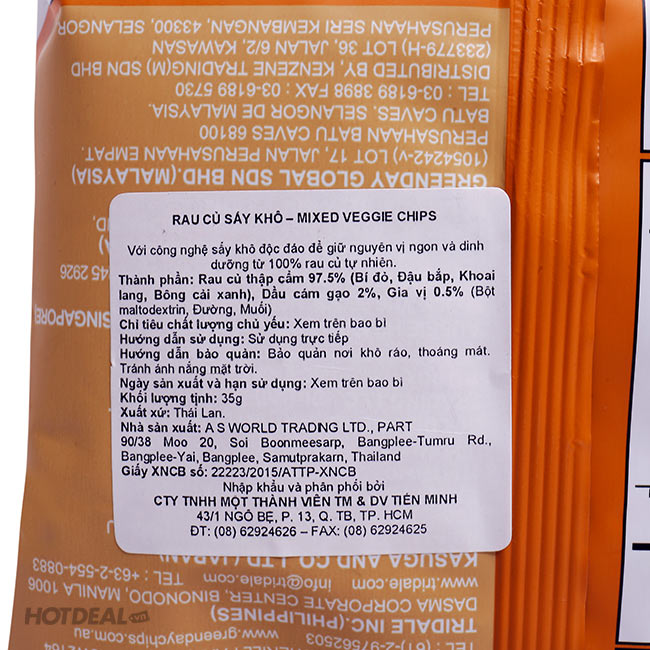 RAU CỦ SẤY KHÔ – MIXED VEGGIE CHIPS
Với công nghệ sấy khô độc đáo để giữ nguyên vị ngon và dinh
dưỡng từ 100% rau củ tự nhiên.
Thành phần: Rau củ thập cẩm 97.5% (Bí đỏ, Đậu bắp, Khoai
lang, Bông cải xanh), Dầu cám gạo 2%, Gia vị 0.5% (Bột
maltodextrin, Đường, Muối)
Chỉ tiêu chất lượng chủ yếu: Xem trên bao bì
Hướng dẫn sử dụng: Sử dụng trực tiếp
Hướng dẫn bảo quản: Bảo quản nơi khô ráo, thoáng mát.
Tránh ánh nắng mặt trời.
Ngày sản xuất và hạn sử dụng: Xem trên bao bì
Khối lượng tịnh: 35g
Xuất xứ: Thái Lan.
Nhà sản xuất: A S WORLD TRADING LTD., PART
90/38 Moo 20, Soi Boonmeesarp, Bangplee-Tumru Rd.,
Bangplee-Yai, Bangplee, Samutprakarn, Thailand
Giấy XNCB số: 22223/2015/ATTP-XNCB
Nhập khẩu và phân phối bởi
CTY TNHH MỘT THÀNH VIÊN TM & DV TIẾN MINH
43/1 NGÔ BỆ, P. 13, Q. TB, TP. HCM
ĐT: (08) 62924626 – FAX: (08) 62924625
www.greendaychips.com.au
TEL : (61)-2-97562503
TRIDALE INC.(PHILIPPINES)
DASMA CORPORATE CENTER, BINONDO, MANILA 1006
www.tridale.com info@tridale.com
TEL : +63-2-554-0883
KASUGA AND CO. LTD (JAPAN)
(SINGAPORE)
45 2926
GREENDAY GLOBAL SDN BHD.(MALAYSIA)
(1054242-v) LOT 17, JALAN PERUSAHAAN EMPAT.
PERUSAHAAN BATU CAVES 68100
BATU CAVES. SELANGOR DE MALAYSIA.
TEL : 03-6189 3898 FAX : 03-6189 5730
DISTRIBUTED BY, KENZENE TRADING(M) SDN BHD
(233779-H) LOT 36, JALAN 6/2, KAWASAN
PERUSAHAAN SERI KEMBANGAN, 43300, SELANGOR
HOTDEAL.vn